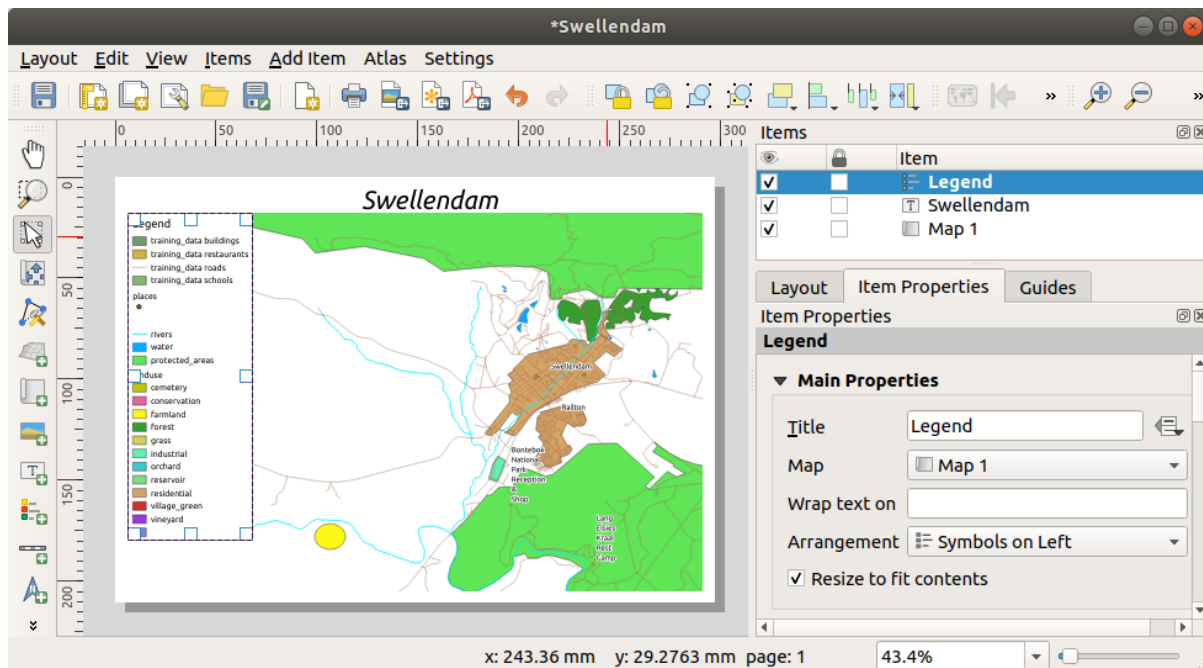 *Swellendam
Layout Edit View Items Add Item Atlas Settings
» »
0 50 100 150 200 250 300
0
50
100
150
200
Swellendam
Legend
training_data buildings
training_data restaurants
training_data roads
training_data schools
places
rivers
water
protected_areas
nduse
cemetery
conservation
farmland
forest
grass
industrial
orchard
reservoir
residential
village_green
vineyard
Swellendam
Railton
Bontebok
National
Park
Reception
&
Shop
Lang
Elsies
Kraal
Rest
Camp
Items
Item
Legend
Swellendam
Map 1
Layout Item Properties Guides
Item Properties
Legend
Main Properties
Title Legend
Map Map 1
Wrap text on
Arrangement Symbols on Left
Resize to fit contents
x: 243.36 mm y: 29.2763 mm page: 1 43.4%